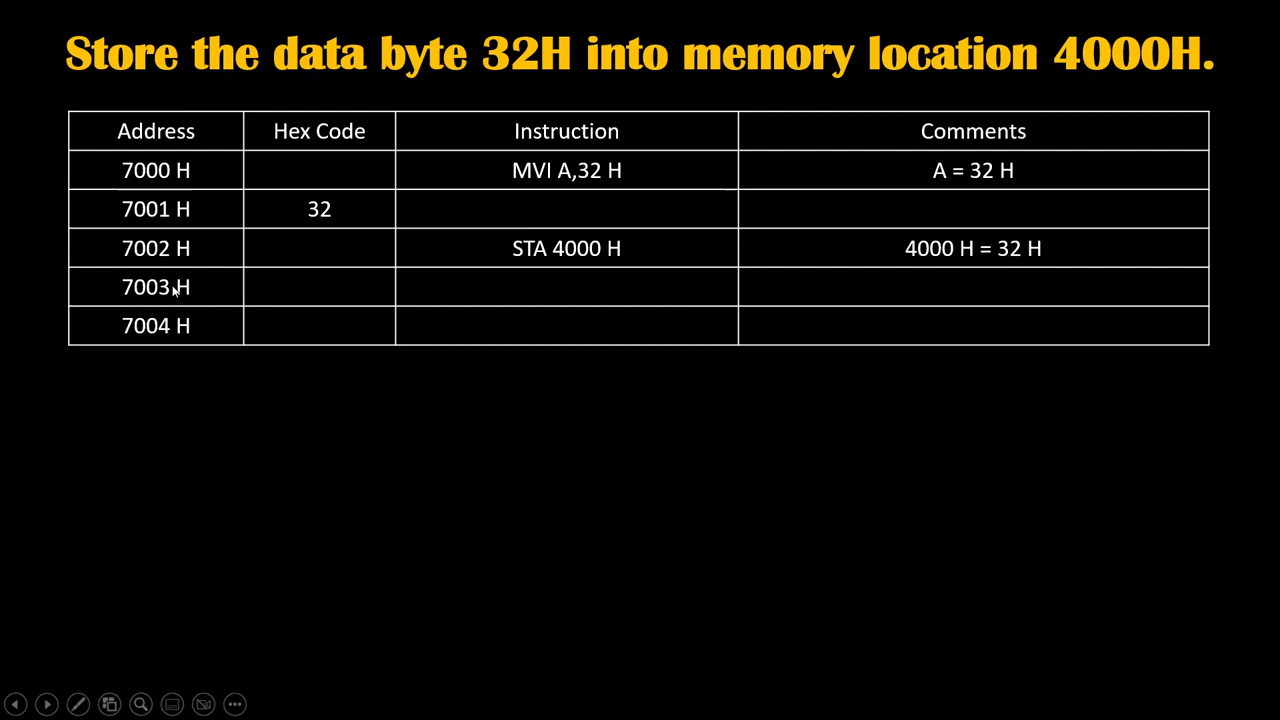 Store the data byte 32H into memory location 4000H.
Address Hex Code Instruction Comments
7000 H MVI A,32 H A = 32 H
7001 H 32
7002 H STA 4000 H 4000 H = 32 H
7003 H
7004 H